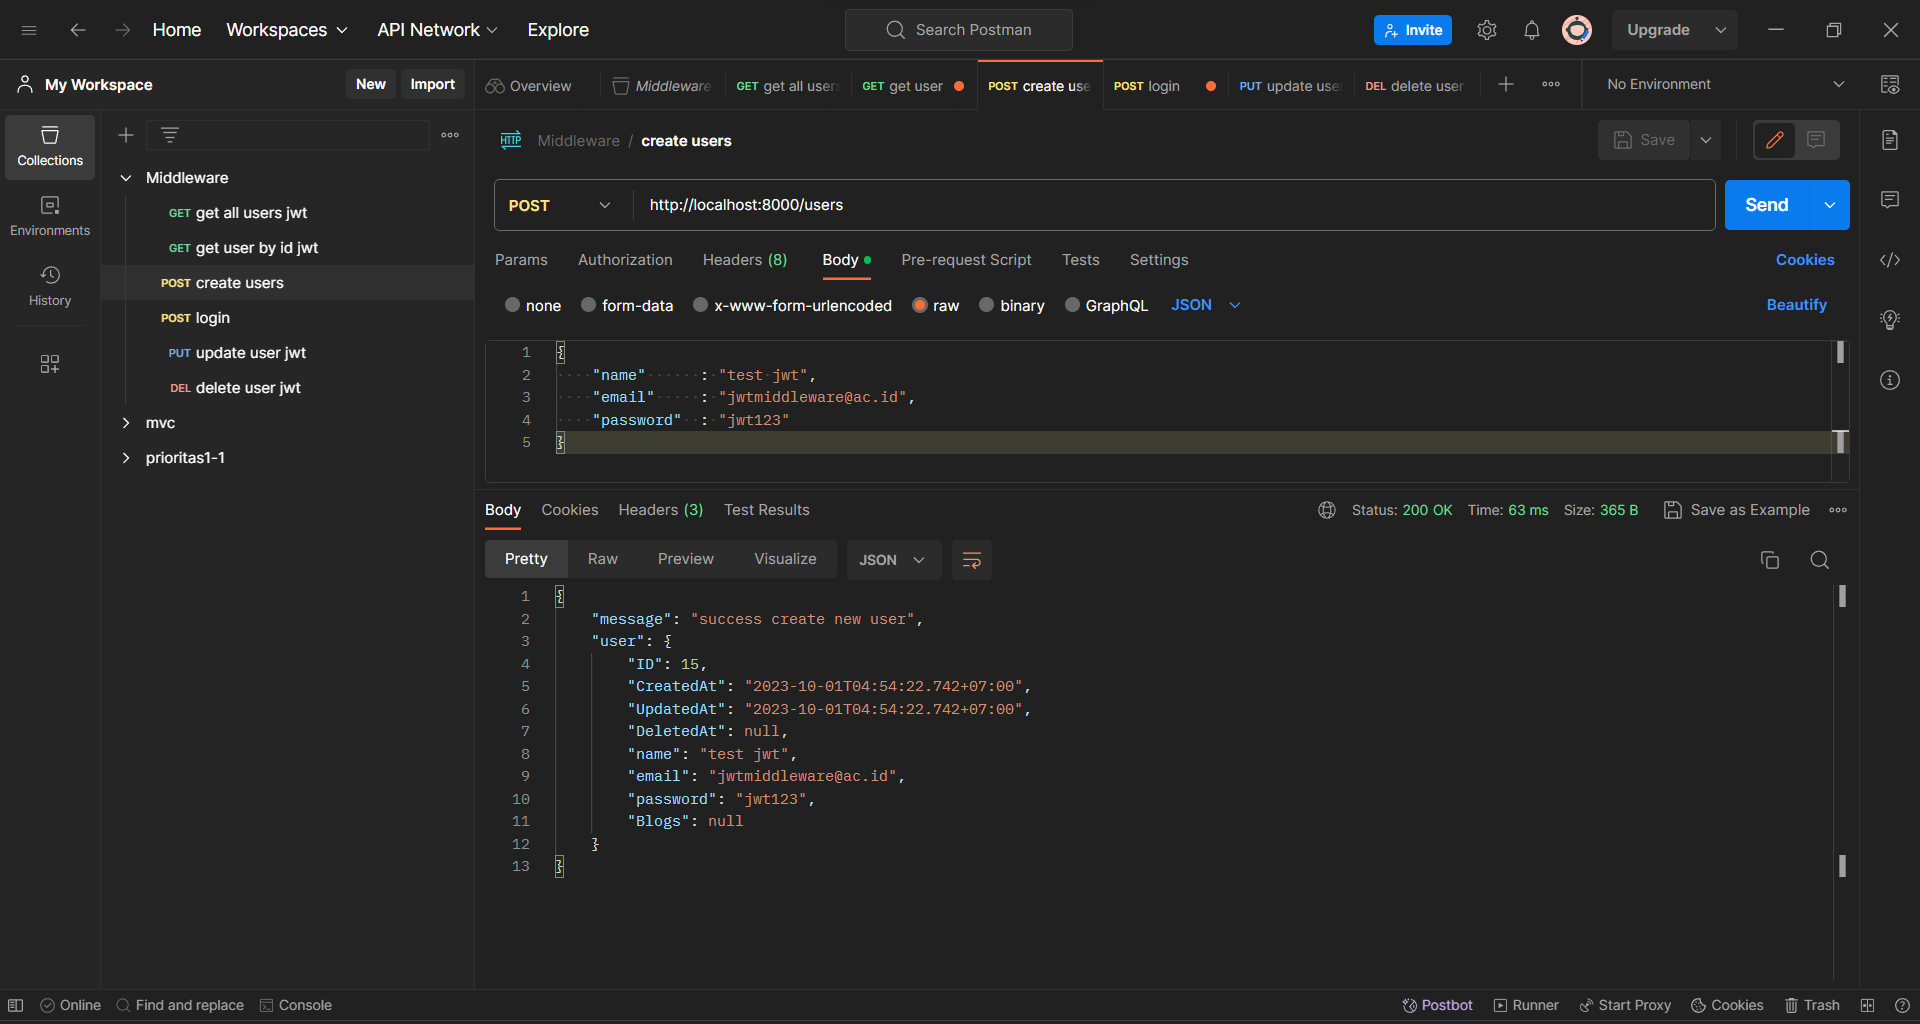 Home Workspaces API Network Explore Search Postman Invite Upgrade
My Workspace New Import Overview Middleware GET get all user GET get user POST create use POST login PUT update use DEL delete user No Environment
Collections
Environments
History
Middleware
GET get all users jwt
GET get user by id jwt
POST create users
POST login
PUT update user jwt
DEL delete user jwt
mvc
prioritas1-1
HTTP Middleware / create users Save
POST http://localhost:8000/users Send
Params Authorization Headers (8) Body Pre-request Script Tests Settings Cookies
none form-data x-www-form-urlencoded raw binary GraphQL JSON Beautify
1 {
2 "name" : "test jwt",
3 "email" : "jwtmiddleware@ac.id",
4 "password" : "jwt123"
5 }
Body Cookies Headers (3) Test Results Status: 200 OK Time: 63 ms Size: 365 B Save as Example
Pretty Raw Preview Visualize JSON
1 {
2 "message": "success create new user",
3 "user": {
4 "ID": 15,
5 "CreatedAt": "2023-10-01T04:54:22.742+07:00",
6 "UpdatedAt": "2023-10-01T04:54:22.742+07:00",
7 "DeletedAt": null,
8 "name": "test jwt",
9 "email": "jwtmiddleware@ac.id",
10 "password": "jwt123",
11 "Blogs": null
12 }
13 }
Online Find and replace Console Postbot Runner Start Proxy Cookies Trash